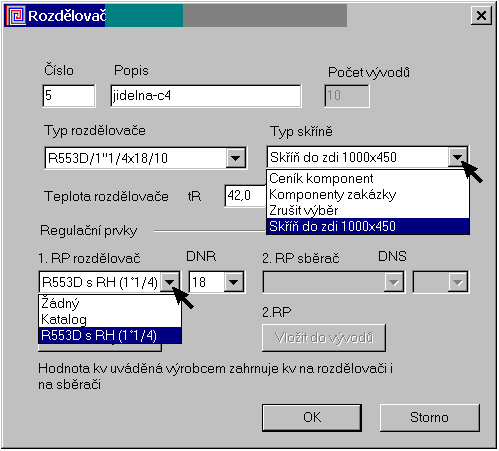 Rozdělovač
Číslo
Popis
Počet vývodů
5
jidelna-c4
10
Typ rozdělovače
Typ skříně
R553D/1"1/4x18/10
Skříň do zdi 1000x450
Ceník komponent
Komponenty zakázky
Zrušit výběr
Skříň do zdi 1000x450
Teplota rozdělovače
tR
42,0
Regulační prvky
1. RP rozdělovač
DNR
2. RP sběrač
DNS
R553D s RH (1"1/4)
18
Žádný
Katalog
R553D s RH (1"1/4)
2.RP
Vložit do vývodů
Hodnota kv uváděná výrobcem zahrnuje kv na rozdělovači i
na sběrači
OK
Storno